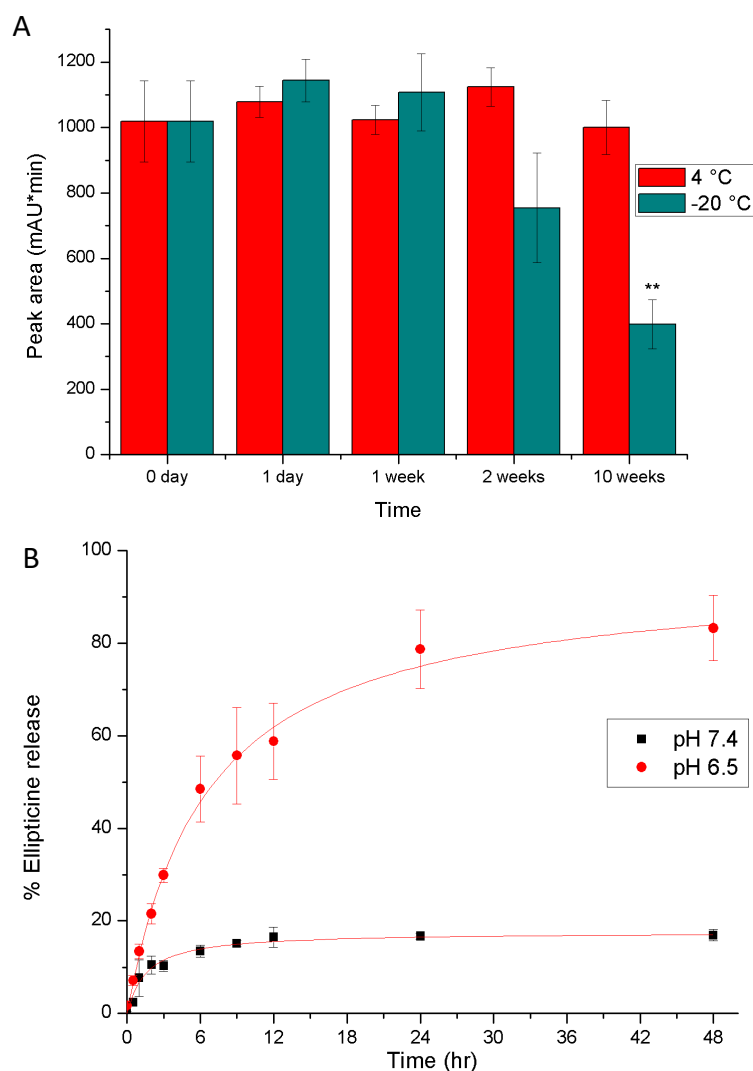 A
1200
1000
800
600
400
200
0
Peak area (mAU*min)
4 °C
-20 °C
**
0 day 1 day 1 week 2 weeks 10 weeks
Time
B
100
80
60
40
20
0
% Ellipticine release
pH 7.4
pH 6.5
0 6 12 18 24 30 36 42 48
Time (hr)